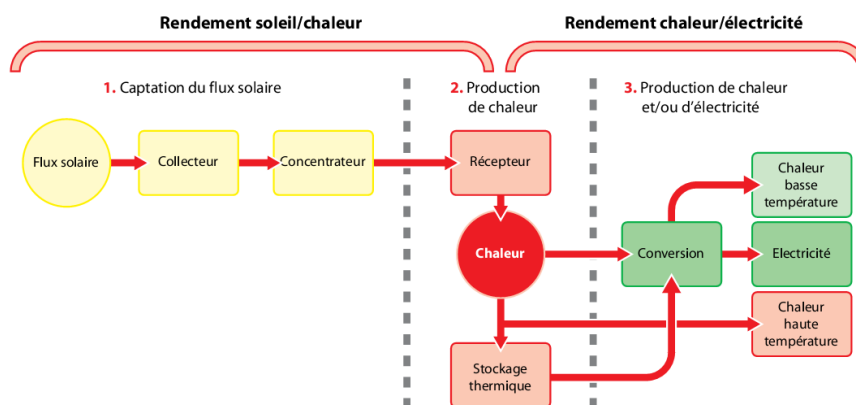 Rendement soleil/chaleur
Rendement chaleur/électricité
1. Captation du flux solaire
2. Production
de chaleur
3. Production de chaleur
et/ou d'électricité
Flux solaire
Collecteur
Concentrateur
Récepteur
Chaleur
basse
température
Chaleur
Conversion
Electricité
Chaleur
haute
température
Stockage
thermique